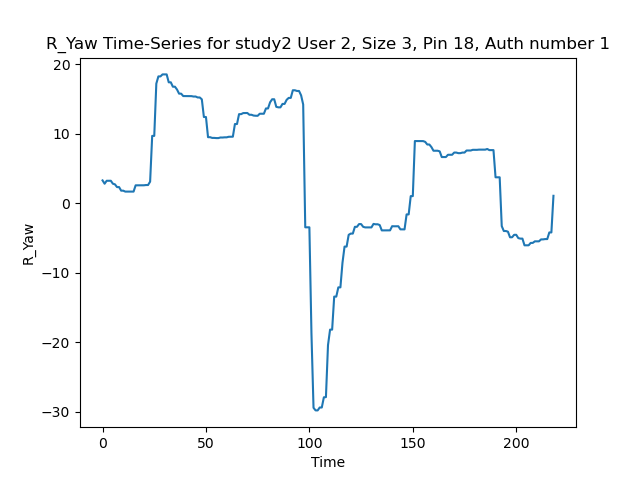 R_Yaw Time-Series for study2 User 2, Size 3, Pin 18, Auth number 1
20
10
0
−10
−20
−30
R_Yaw
0 50 100 150 200
Time